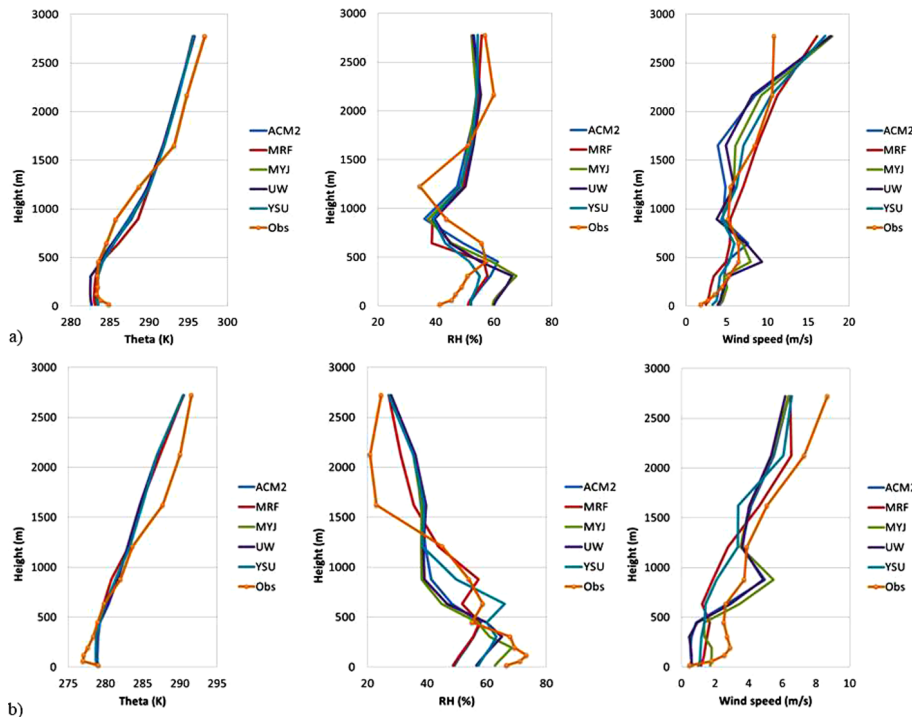 3000
2500
2000
1500
1000
500
0
Height (m)
280 285 290 295 300
Theta (K)
ACM2
MRF
MYJ
UW
YSU
Obs
a)
3000
2500
2000
1500
1000
500
0
Height (m)
20 40 60 80
RH (%)
ACM2
MRF
MYJ
UW
YSU
Obs
3000
2500
2000
1500
1000
500
0
Height (m)
0 5 10 15 20
Wind speed (m/s)
ACM2
MRF
MYJ
UW
YSU
Obs
3000
2500
2000
1500
1000
500
0
Height (m)
275 280 285 290 295
Theta (K)
ACM2
MRF
MYJ
UW
YSU
Obs
b)
3000
2500
2000
1500
1000
500
0
Height (m)
20 40 60 80
RH (%)
ACM2
MRF
MYJ
UW
YSU
Obs
3000
2500
2000
1500
1000
500
0
Height (m)
0 2 4 6 8 10
Wind speed (m/s)
ACM2
MRF
MYJ
UW
YSU
Obs